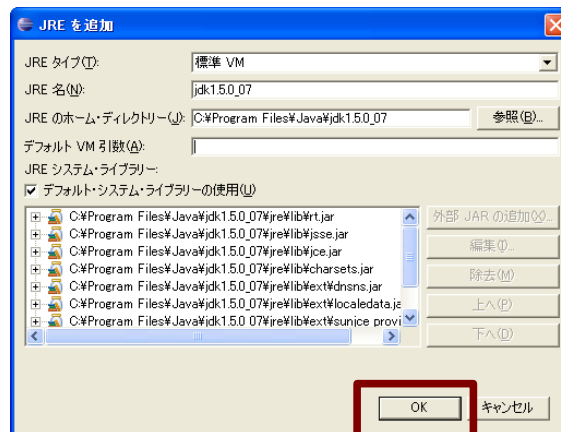 JRE を追加
JRE タイプ(T): 標準 VM
JRE 名(N): jdk1.5.0_07
JRE のホーム・ディレクトリー(J): C:¥Program Files¥Java¥jdk1.5.0_07 参照(B)...
デフォルト VM 引数(A):
JRE システム・ライブラリー:
デフォルト・システム・ライブラリーの使用(U)
C:¥Program Files¥Java¥jdk1.5.0_07¥jre¥lib¥rt.jar 外部 JAR の追加(X)...
C:¥Program Files¥Java¥jdk1.5.0_07¥jre¥lib¥jsse.jar
C:¥Program Files¥Java¥jdk1.5.0_07¥jre¥lib¥jce.jar 編集(I)...
C:¥Program Files¥Java¥jdk1.5.0_07¥jre¥lib¥charsets.jar 除去(M)
C:¥Program Files¥Java¥jdk1.5.0_07¥jre¥lib¥ext¥dnsns.jar
C:¥Program Files¥Java¥jdk1.5.0_07¥jre¥lib¥ext¥localedata.ja 上へ(P)
C:¥Program Files¥Java¥jdk1.5.0_07¥jre¥lib¥ext¥sunjce_provi 下へ(D)
OK キャンセル